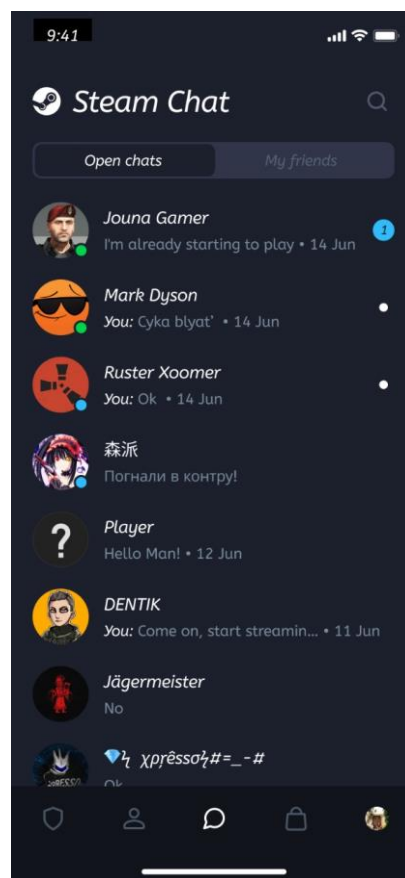 9:41
Steam Chat
Open chats
My friends
Jouna Gamer
I'm already starting to play • 14 Jun
1
Mark Dyson
You: Cyka blyat' • 14 Jun
Ruster Xoomer
You: Ok • 14 Jun
森派
Погнали в контру!
Player
Hello Man! • 12 Jun
?
DENTIK
You: Come on, start streamin... • 11 Jun
Jägermeister
No
💎ϟ χρŗêssσϟ#=_-#
Ok